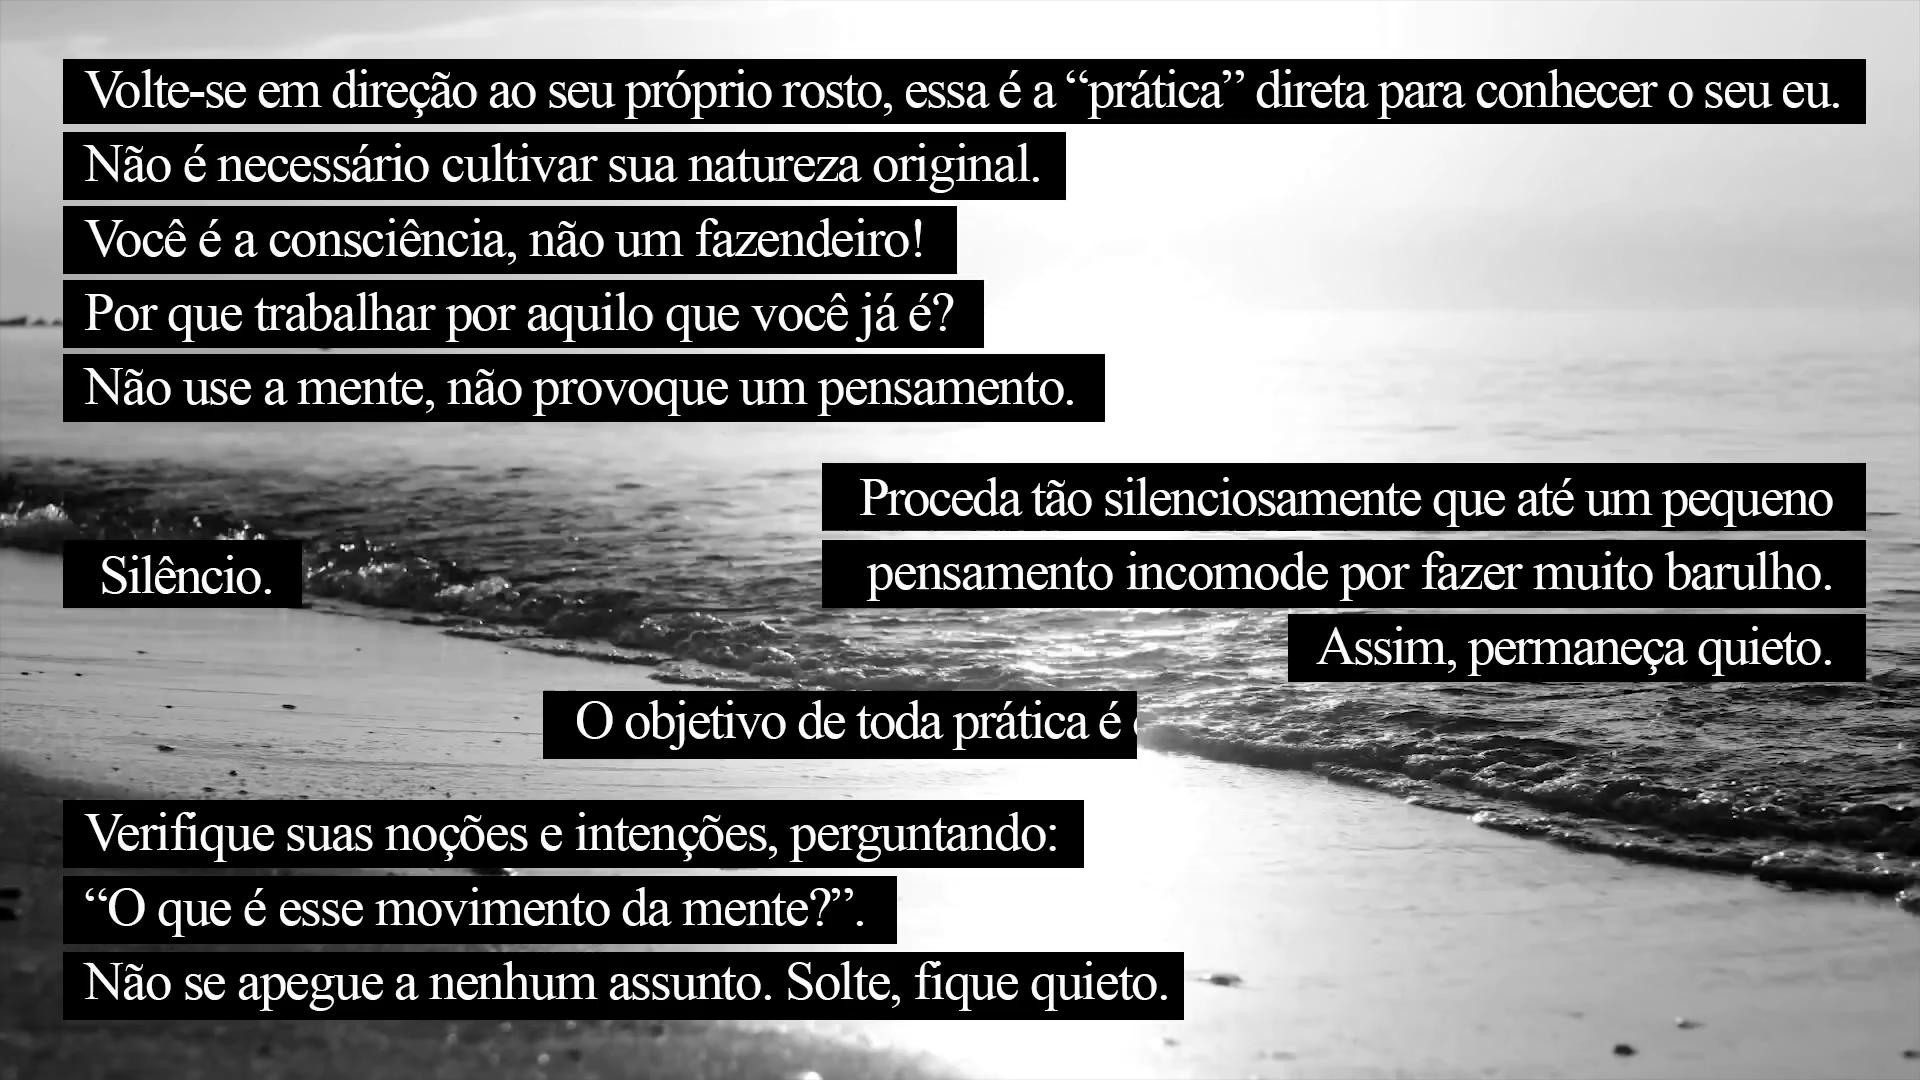 Volte-se em direção ao seu próprio rosto, essa é a “prática” direta para conhecer o seu eu.
Não é necessário cultivar sua natureza original.
Você é a consciência, não um fazendeiro!
Por que trabalhar por aquilo que você já é?
Não use a mente, não provoque um pensamento.
Proceda tão silenciosamente que até um pequeno
pensamento incomode por fazer muito barulho.
Assim, permaneça quieto.
Silêncio.
O objetivo de toda prática é
Verifique suas noções e intenções, perguntando:
“O que é esse movimento da mente?”.
Não se apegue a nenhum assunto. Solte, fique quieto.